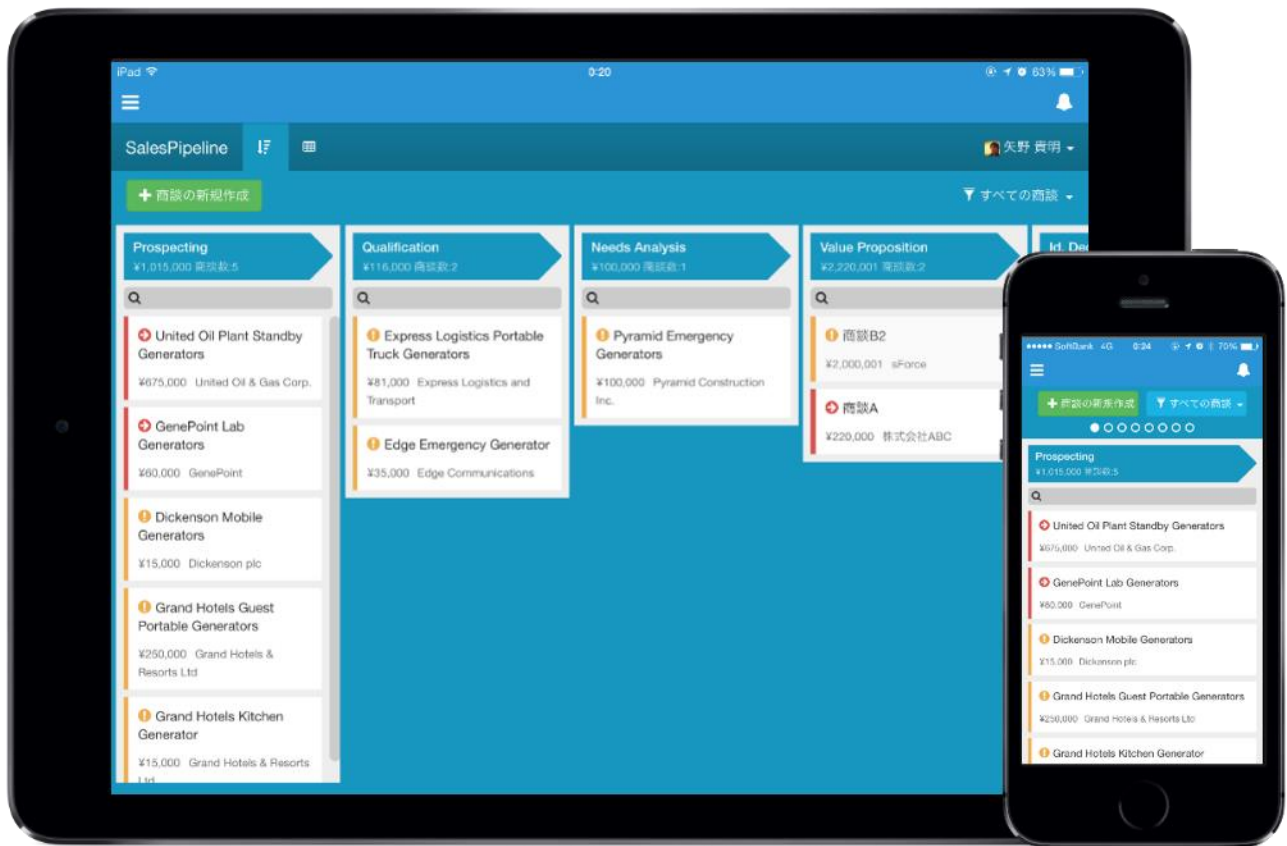 iPad
0:20
63%
SalesPipeline
矢野 貴明
商談の新規作成
すべての商談
Prospecting
¥1,015,000 商談数:5
United Oil Plant Standby
Generators
¥675,000 United Oil & Gas Corp.
GenePoint Lab
Generators
¥60,000 GenePoint
Dickenson Mobile
Generators
¥15,000 Dickenson plc
Grand Hotels Guest
Portable Generators
¥250,000 Grand Hotels &
Resorts Ltd
Grand Hotels Kitchen
Generator
¥15,000 Grand Hotels & Resorts
Ltd
Qualification
¥116,000 商談数:2
Express Logistics Portable
Truck Generators
¥81,000 Express Logistics and
Transport
Edge Emergency Generator
¥35,000 Edge Communications
Needs Analysis
¥100,000 商談数:1
Pyramid Emergency
Generators
¥100,000 Pyramid Construction
Inc.
Value Proposition
¥2,220,001 商談数:2
商談B2
¥2,000,001 sForce
商談A
¥220,000 株式会社ABC
Id. Dec
SoftBank 4G 0:24 70%
商談の新規作成
すべての商談
Prospecting
¥1,015,000 商談数:5
United Oil Plant Standby Generators
¥675,000 United Oil & Gas Corp.
GenePoint Lab Generators
¥60,000 GenePoint
Dickenson Mobile Generators
¥15,000 Dickenson plc
Grand Hotels Guest Portable Generators
¥250,000 Grand Hotels & Resorts Ltd
Grand Hotels Kitchen Generator